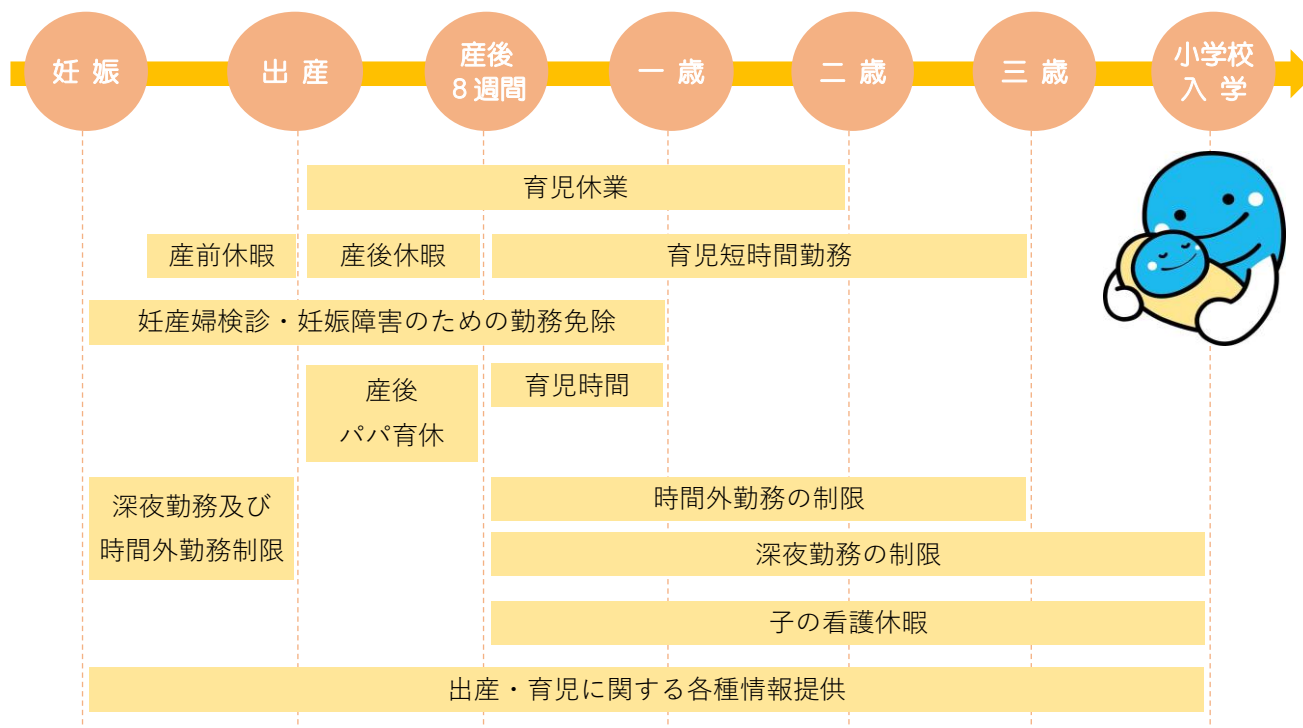 妊 娠
出 産
産後
８週間
一 歳
二 歳
三 歳
小学校
入 学
育児休業
産前休暇
産後休暇
育児短時間勤務
妊産婦検診・妊娠障害のための勤務免除
産後
パパ育休
育児時間
深夜勤務及び
時間外勤務制限
時間外勤務の制限
深夜勤務の制限
子の看護休暇
出産・育児に関する各種情報提供